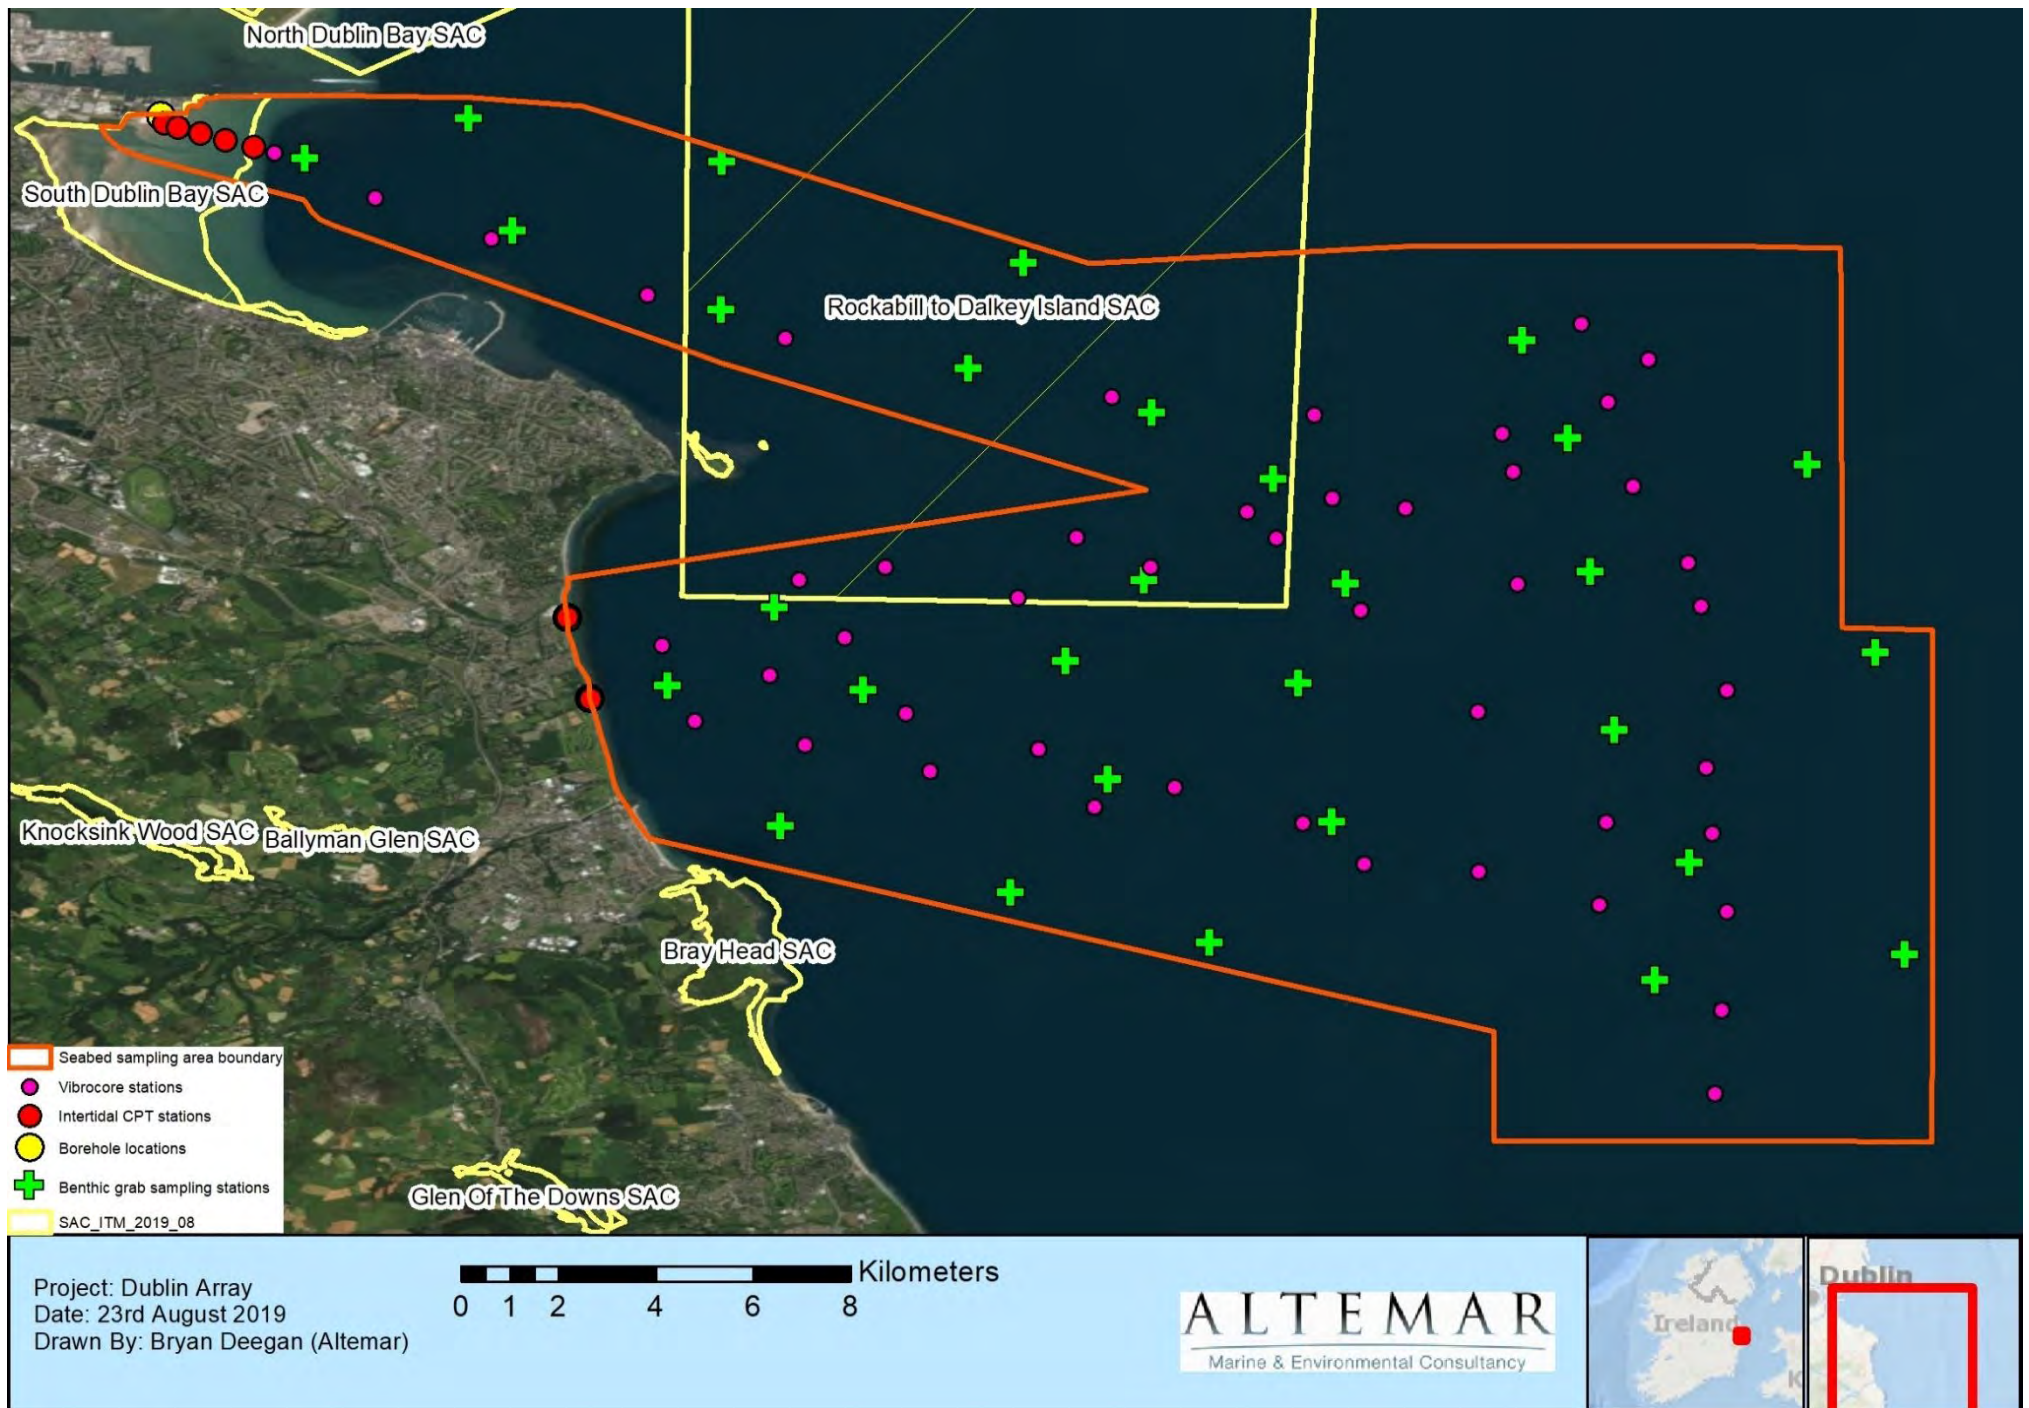 North Dublin Bay SAC
South Dublin Bay SAC
Rockabill to Dalkey Island SAC
Knocksink Wood SAC
Ballyman Glen SAC
Bray Head SAC
Glen Of The Downs SAC
Seabed sampling area boundary
Vibrocore stations
Intertidal CPT stations
Borehole locations
Benthic grab sampling stations
SAC_ITM_2019_08
Project: Dublin Array
Date: 23rd August 2019
Drawn By: Bryan Deegan (Altemar)
Kilometers
0 1 2 4 6 8
ALTEMAR
Marine & Environmental Consultancy
Ireland
Dublin
K